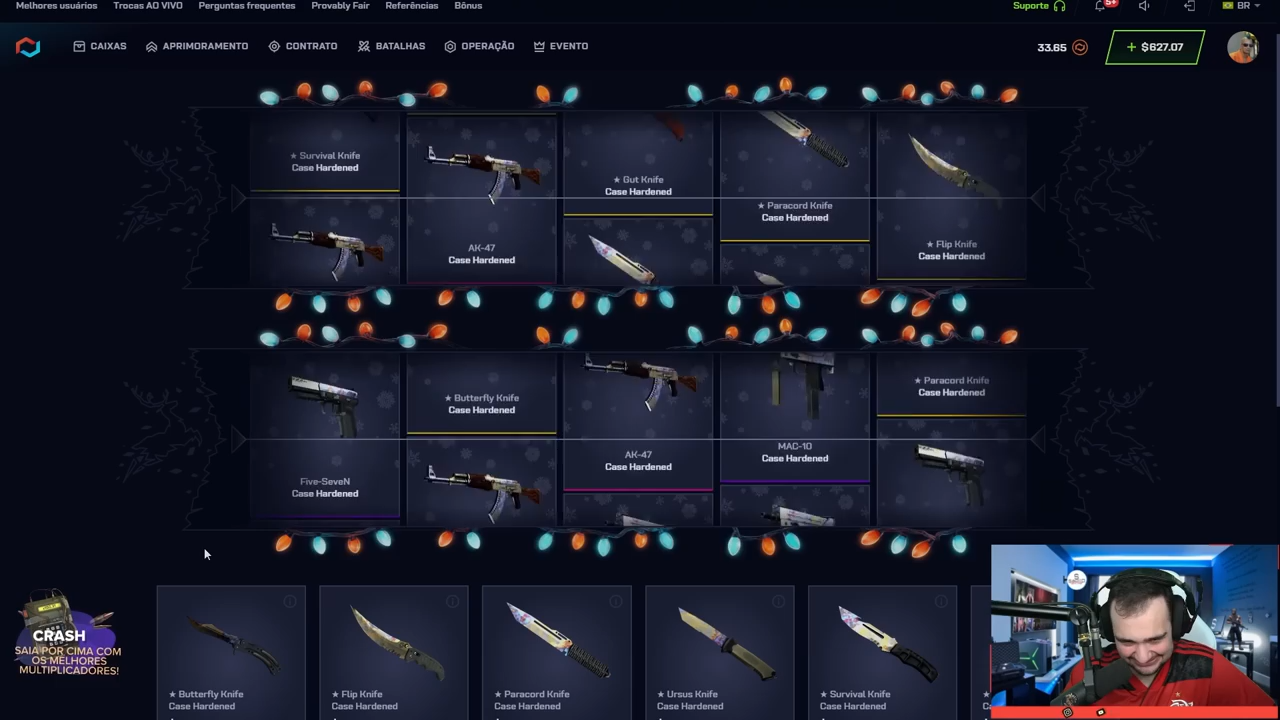 Melhores usuários Trocas AO VIVO Perguntas frequentes Provably Fair Referências Bônus Suporte 5+ BR
CAIXAS APRIMORAMENTO CONTRATO BATALHAS OPERAÇÃO EVENTO 33.65 + $627.07
★ Survival Knife
Case Hardened
AK-47
Case Hardened
★ Gut Knife
Case Hardened
★ Paracord Knife
Case Hardened
★ Flip Knife
Case Hardened
Five-SeveN
Case Hardened
★ Butterfly Knife
Case Hardened
AK-47
Case Hardened
MAC-10
Case Hardened
★ Paracord Knife
Case Hardened
CRASH
SAIA POR CIMA COM
OS MELHORES
MULTIPLICADORES!
★ Butterfly Knife
Case Hardened
★ Flip Knife
Case Hardened
★ Paracord Knife
Case Hardened
★ Ursus Knife
Case Hardened
★ Survival Knife
Case Hardened